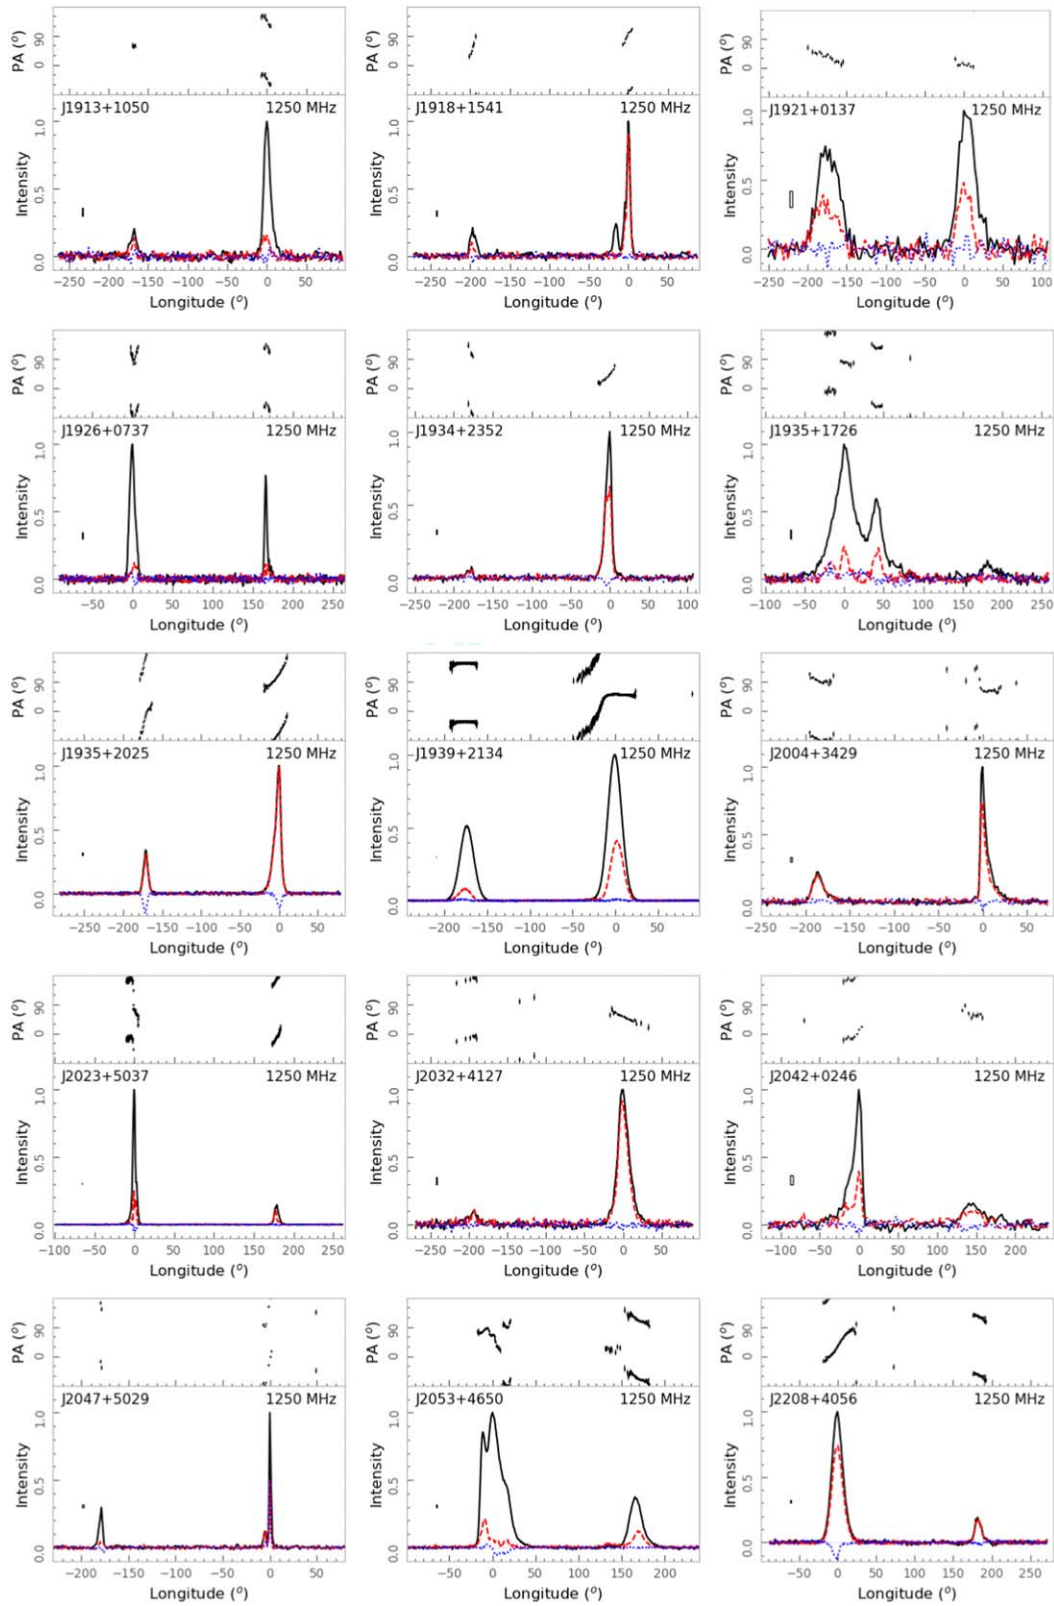 PA (°) 90 0
J1913+1050 1250 MHz
Intensity 1.0 0.5 0.0
-250 -200 -150 -100 -50 0 50
Longitude (°)
PA (°) 90 0
J1918+1541 1250 MHz
Intensity 1.0 0.5 0.0
-250 -200 -150 -100 -50 0 50
Longitude (°)
PA (°) 90 0
J1921+0137 1250 MHz
Intensity 1.0 0.5 0.0
-250 -200 -150 -100 -50 0 50 100
Longitude (°)
PA (°) 90 0
J1926+0737 1250 MHz
Intensity 1.0 0.5 0.0
-50 0 50 100 150 200 250
Longitude (°)
PA (°) 90 0
J1934+2352 1250 MHz
Intensity 1.0 0.5 0.0
-250 -200 -150 -100 -50 0 50 100
Longitude (°)
PA (°) 90 0
J1935+1726 1250 MHz
Intensity 1.0 0.5 0.0
-100 -50 0 50 100 150 200 250
Longitude (°)
PA (°) 90 0
J1935+2025 1250 MHz
Intensity 1.0 0.5 0.0
-250 -200 -150 -100 -50 0 50
Longitude (°)
PA (°) 90 0
J1939+2134 1250 MHz
Intensity 1.0 0.5 0.0
-200 -150 -100 -50 0 50
Longitude (°)
PA (°) 90 0
J2004+3429 1250 MHz
Intensity 1.0 0.5 0.0
-250 -200 -150 -100 -50 0 50
Longitude (°)
PA (°) 90 0
J2023+5037 1250 MHz
Intensity 1.0 0.5 0.0
-100 -50 0 50 100 150 200 250
Longitude (°)
PA (°) 90 0
J2032+4127 1250 MHz
Intensity 1.0 0.5 0.0
-250 -200 -150 -100 -50 0 50
Longitude (°)
PA (°) 90 0
J2042+0246 1250 MHz
Intensity 1.0 0.5 0.0
-50 0 50 100 150 200
Longitude (°)
PA (°) 90 0
J2047+5029 1250 MHz
Intensity 1.0 0.5 0.0
-200 -150 -100 -50 0 50
Longitude (°)
PA (°) 90 0
J2053+4650 1250 MHz
Intensity 1.0 0.5 0.0
-50 0 50 100 150 200
Longitude (°)
PA (°) 90 0
J2208+4056 1250 MHz
Intensity 1.0 0.5 0.0
-50 0 50 100 150 200 250
Longitude (°)